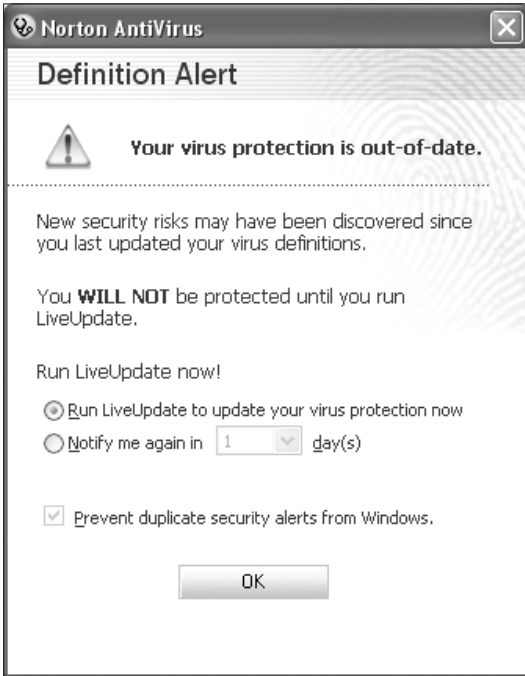 Norton AntiVirus
Definition Alert
Your virus protection is out-of-date.
New security risks may have been discovered since
you last updated your virus definitions.
You WILL NOT be protected until you run
LiveUpdate.
Run LiveUpdate now!
Run LiveUpdate to update your virus protection now
Notify me again in 1 day(s)
Prevent duplicate security alerts from Windows.
OK